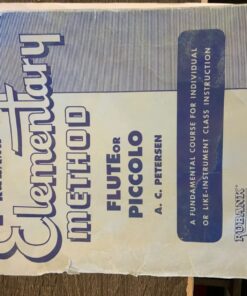 Elementary
METHOD
FLUTE OR
PICCOLO
A. C. PETERSEN
A FUNDAMENTAL COURSE FOR INDIVIDUAL
OR LIKE-INSTRUMENT CLASS INSTRUCTION
RUBANK